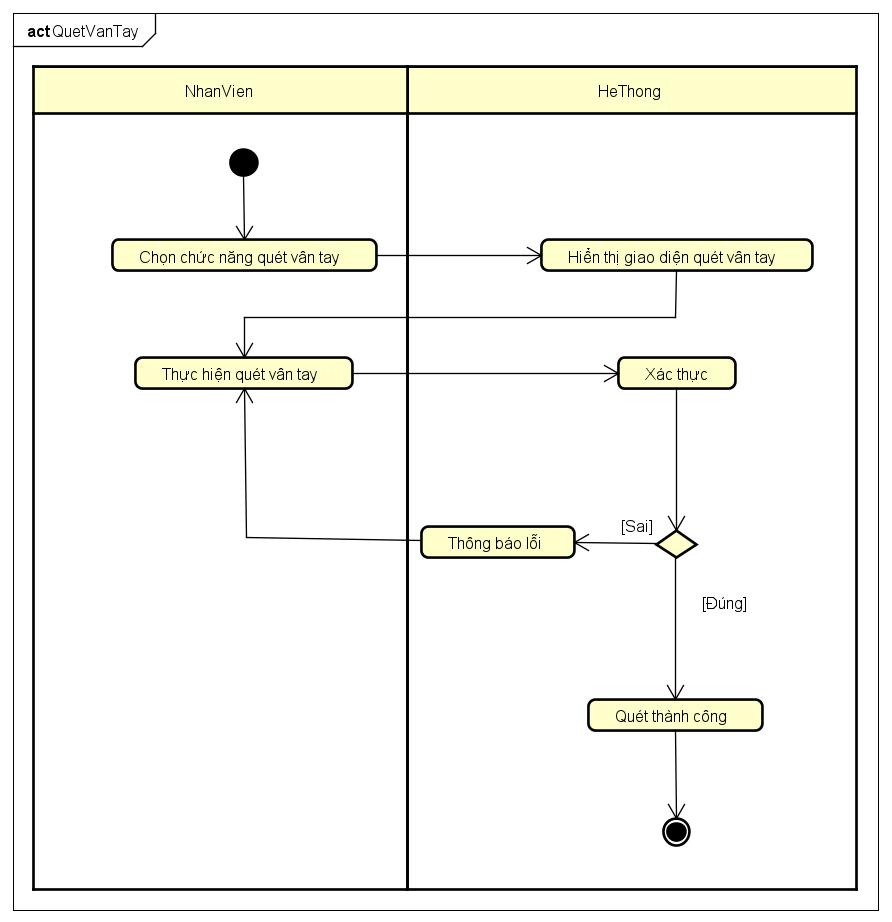 act QuetVanTay
NhanVien
HeThong
Chọn chức năng quét vân tay
Hiển thị giao diện quét vân tay
Thực hiện quét vân tay
Xác thực
[Sai]
Thông báo lỗi
[Đúng]
Quét thành công